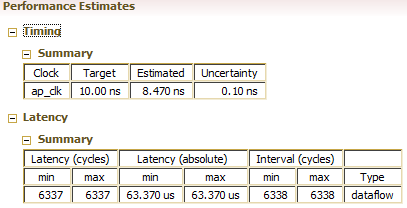 Performance Estimates
Timing
Summary
Clock Target Estimated Uncertainty
ap_clk 10.00 ns 8.470 ns 0.10 ns
Latency
Summary
Latency (cycles) Latency (absolute) Interval (cycles)
min max min max min max Type
6337 6337 63.370 us 63.370 us 6338 6338 dataflow